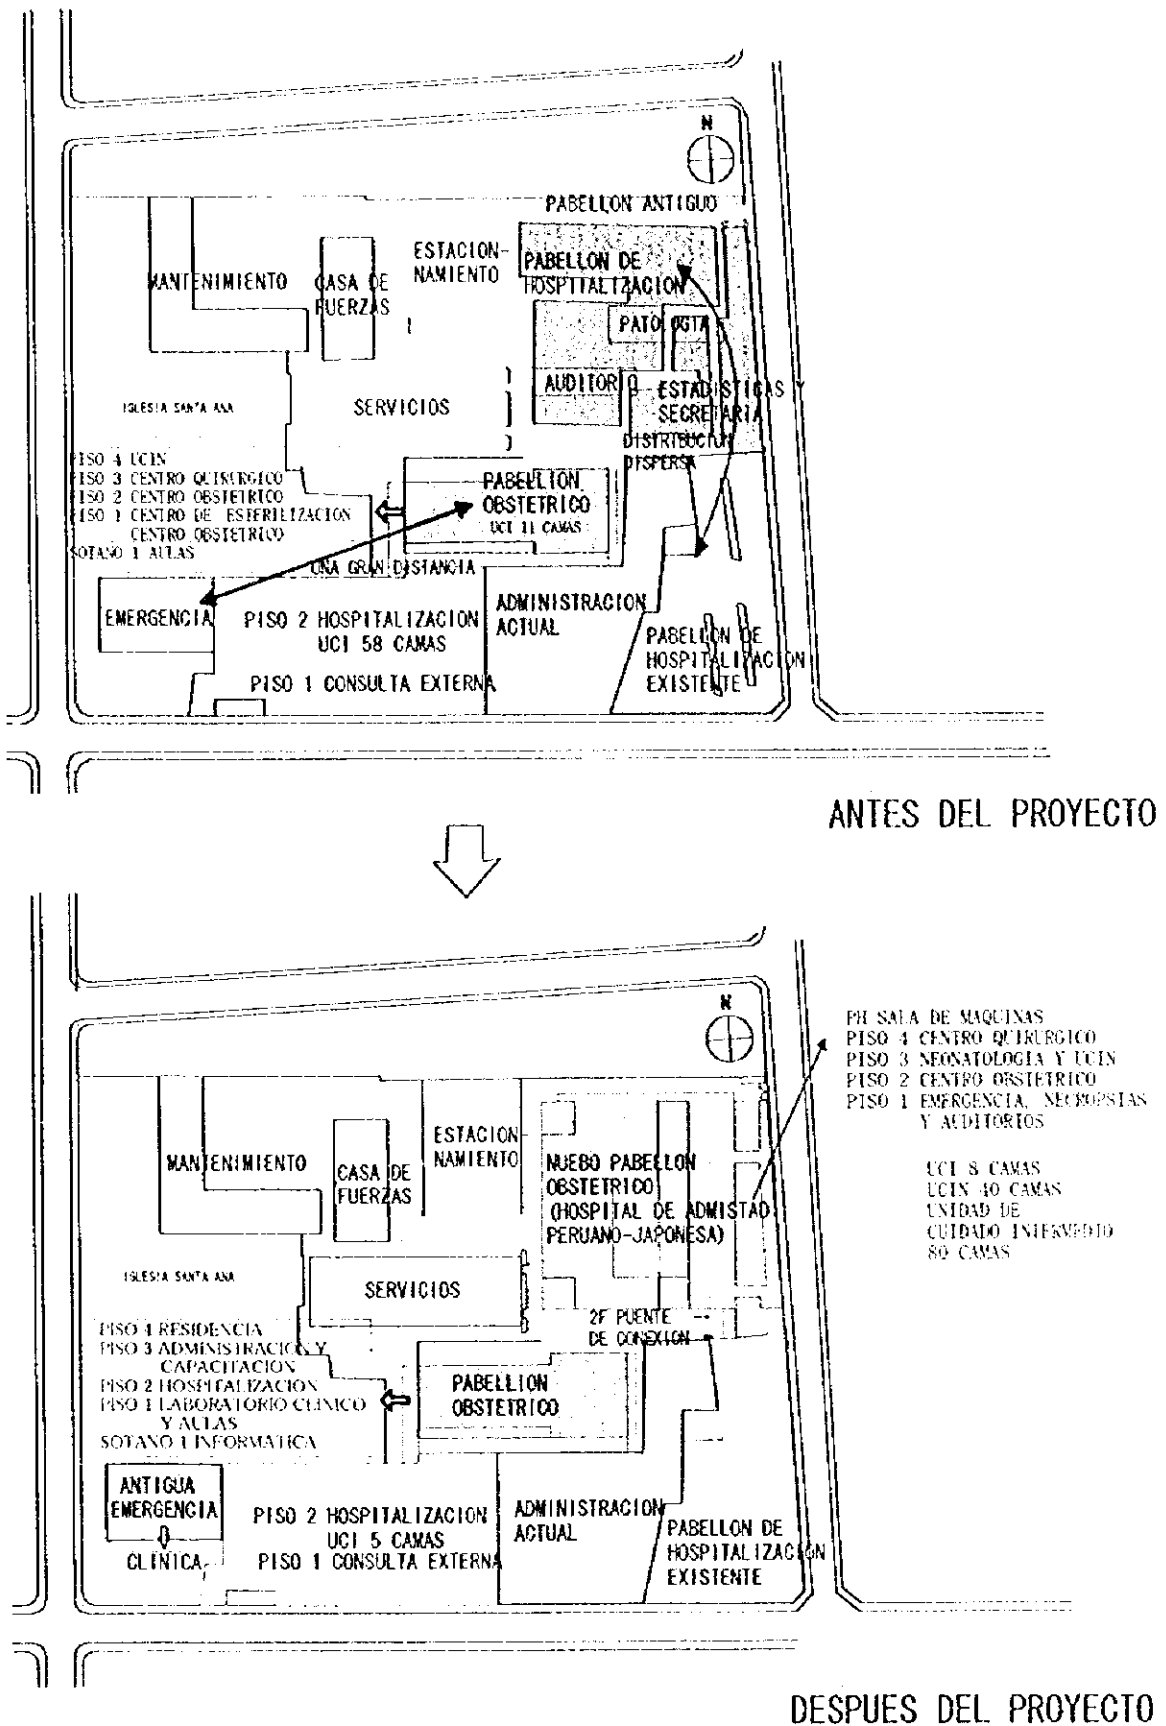 N
PABELLON ANTIGUO
ESTACION-
NAMIENTO
PABELLON DE
HOSPITALIZACION
MANTENIMIENTO
CASA DE
FUERZAS
PATOLOGIA
AUDITORIO
ESTADISTICAS Y
SECRETARIA
IGLESIA SANTA ANA
SERVICIOS
DISTRIBUCION
DISPERSA
PISO 4 UCIN
PISO 3 CENTRO QUIRURGICO
PISO 2 CENTRO OBSTETRICO
PISO 1 CENTRO DE ESTERILIZACION
CENTRO OBSTETRICO
SOTANO 1 AULAS
PABELLION
OBSTETRICO
UCI 11 CAMAS
UNA GRAN DISTANCIA
EMERGENCIA
PISO 2 HOSPITALIZACION
UCI 58 CAMAS
PISO 1 CONSULTA EXTERNA
ADMINISTRACION
ACTUAL
PABELLON DE
HOSPITALIZACION
EXISTENTE
ANTES DEL PROYECTO
N
PH SALA DE MAQUINAS
PISO 4 CENTRO QUIRURGICO
PISO 3 NEONATOLOGIA Y UCIN
PISO 2 CENTRO OBSTETRICO
PISO 1 EMERGENCIA, NECROPSIAS
Y AUDITORIOS
UCI 8 CAMAS
UCIN 40 CAMAS
UNIDAD DE
CUIDADO INTERMEDIO
80 CAMAS
ESTACION
NAMIENTO
MANTENIMIENTO
CASA DE
FUERZAS
NUEBO PABELLON
OBSTETRICO
(HOSPITAL DE ADMISTAD
PERUANO-JAPONESA)
IGLESIA SANTA ANA
SERVICIOS
2F PUENTE
DE CONEXION
PISO 4 RESIDENCIA
PISO 3 ADMINISTRACION Y
CAPACITACION
PISO 2 HOSPITALIZACION
PISO 1 LABORATORIO CLINICO
Y AULAS
SOTANO 1 INFORMATICA
PABELLION
OBSTETRICO
ANTIGUA
EMERGENCIA
CLINICA
PISO 2 HOSPITALIZACION
UCI 5 CAMAS
PISO 1 CONSULTA EXTERNA
ADMINISTRACION
ACTUAL
PABELLON DE
HOSPITALIZACION
EXISTENTE
DESPUES DEL PROYECTO